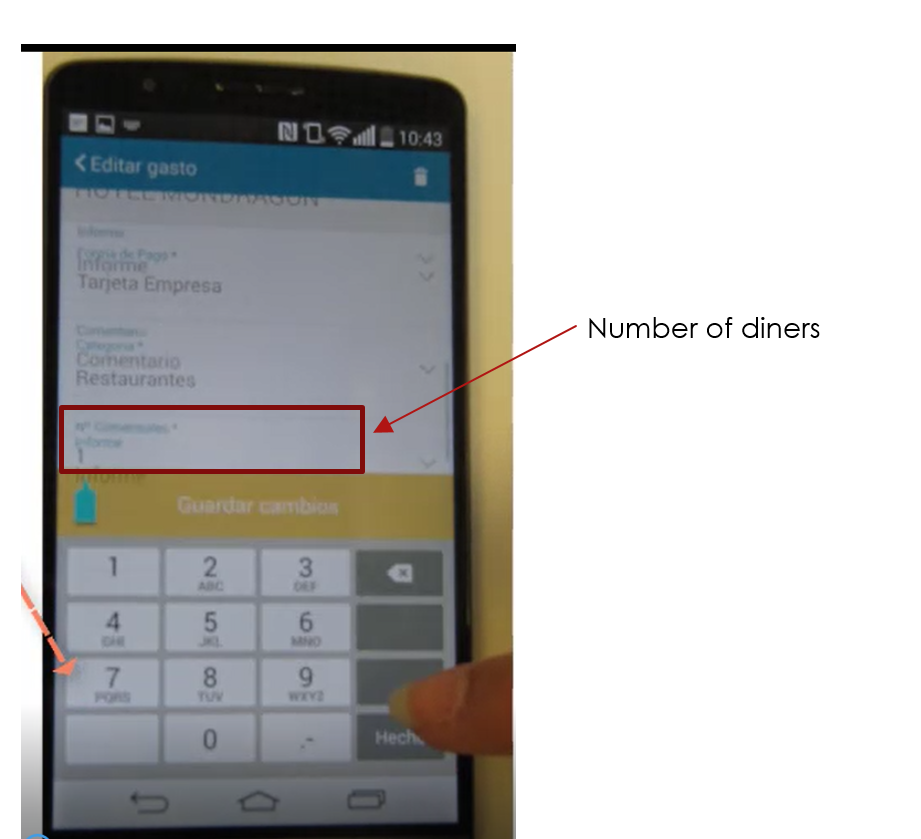 10:43
Editar gasto
HOTEL MONDRAGON
Informe
Forma de Pago *
Informe
Tarjeta Empresa
Number of diners
Comentario
Categoria *
Comentario
Restaurantes
nº Comensales *
Informe
1
Informe
Guardar cambios
1 2 ABC 3 DEF
4 GHI 5 JKL 6 MNO
7 PQRS 8 TUV 9 WXYZ
0 .- Hecho